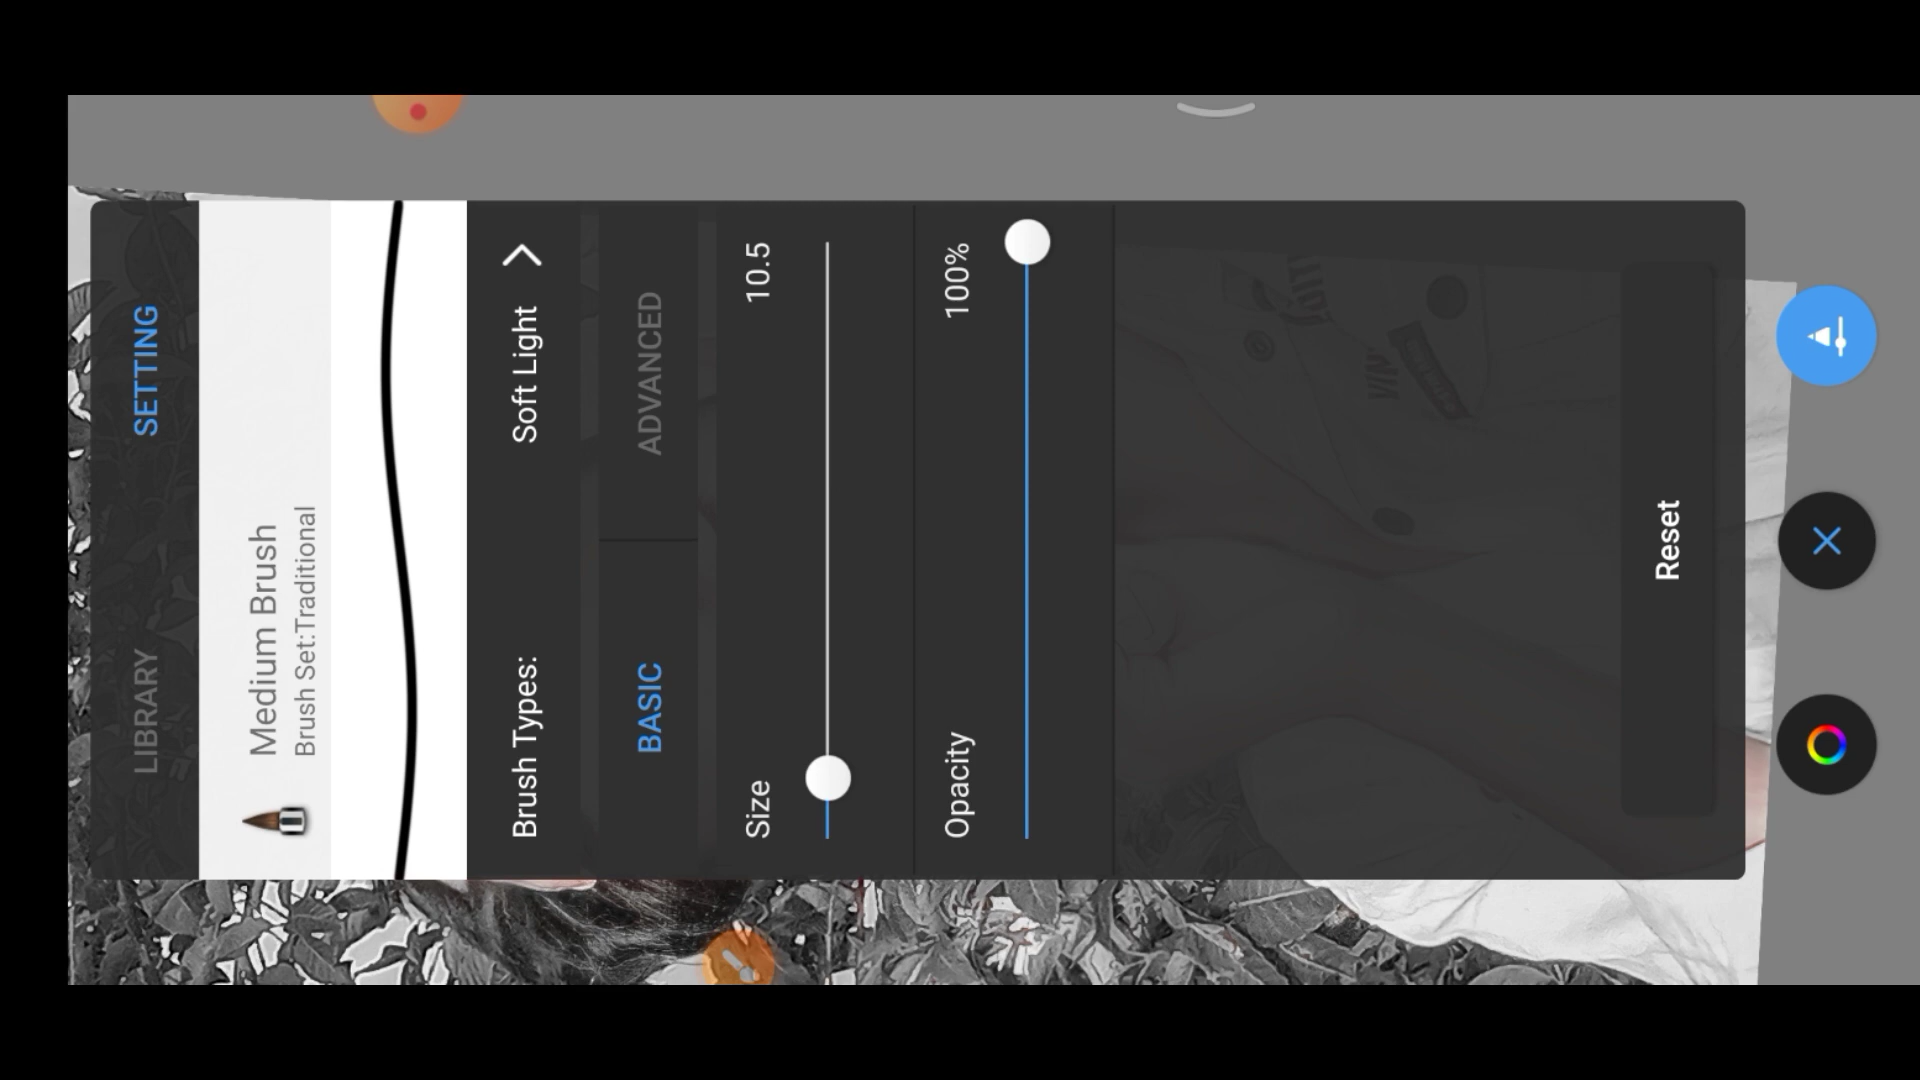 LIBRARY SETTING
Medium Brush
Brush Set:Traditional
Brush Types: Soft Light
BASIC ADVANCED
Size 10.5
Opacity 100%
Reset